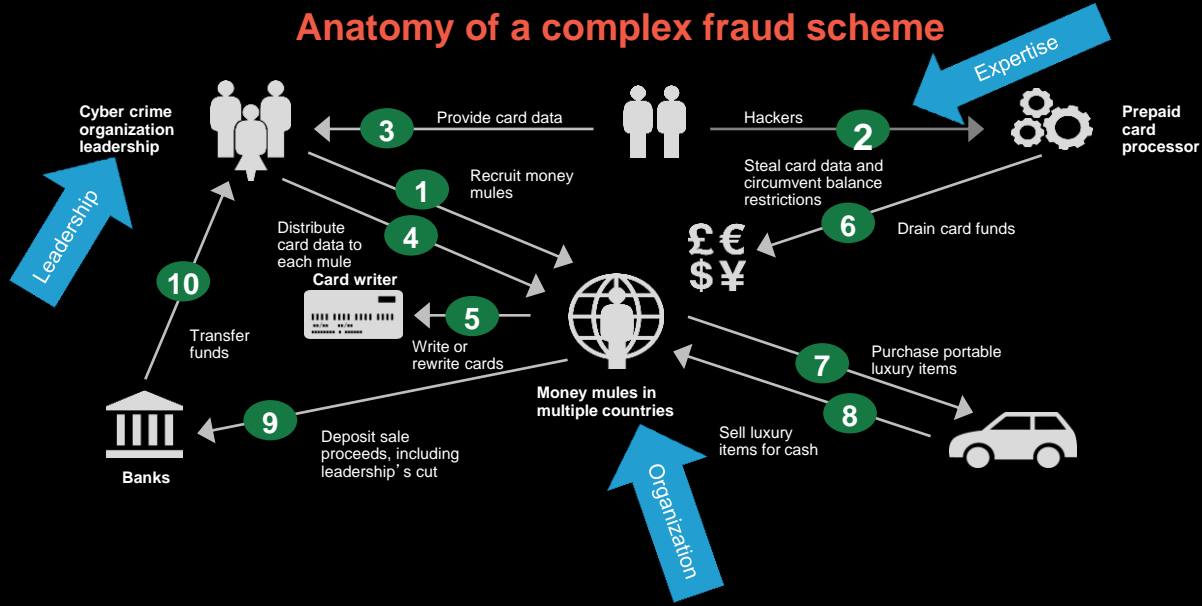 Anatomy of a complex fraud scheme
Expertise
Cyber crime
organization
leadership
3
Provide card data
Hackers
2
Prepaid
card
processor
Leadership
1
Recruit money
mules
Steal card data and
circumvent balance
restrictions
4
Distribute
card data to
each mule
6
Drain card funds
£€
$¥
10
Card writer
5
Write or
rewrite cards
Transfer
funds
7
Purchase portable
luxury items
Money mules in
multiple countries
8
Sell luxury
items for cash
9
Deposit sale
proceeds, including
leadership's cut
Banks
Organization